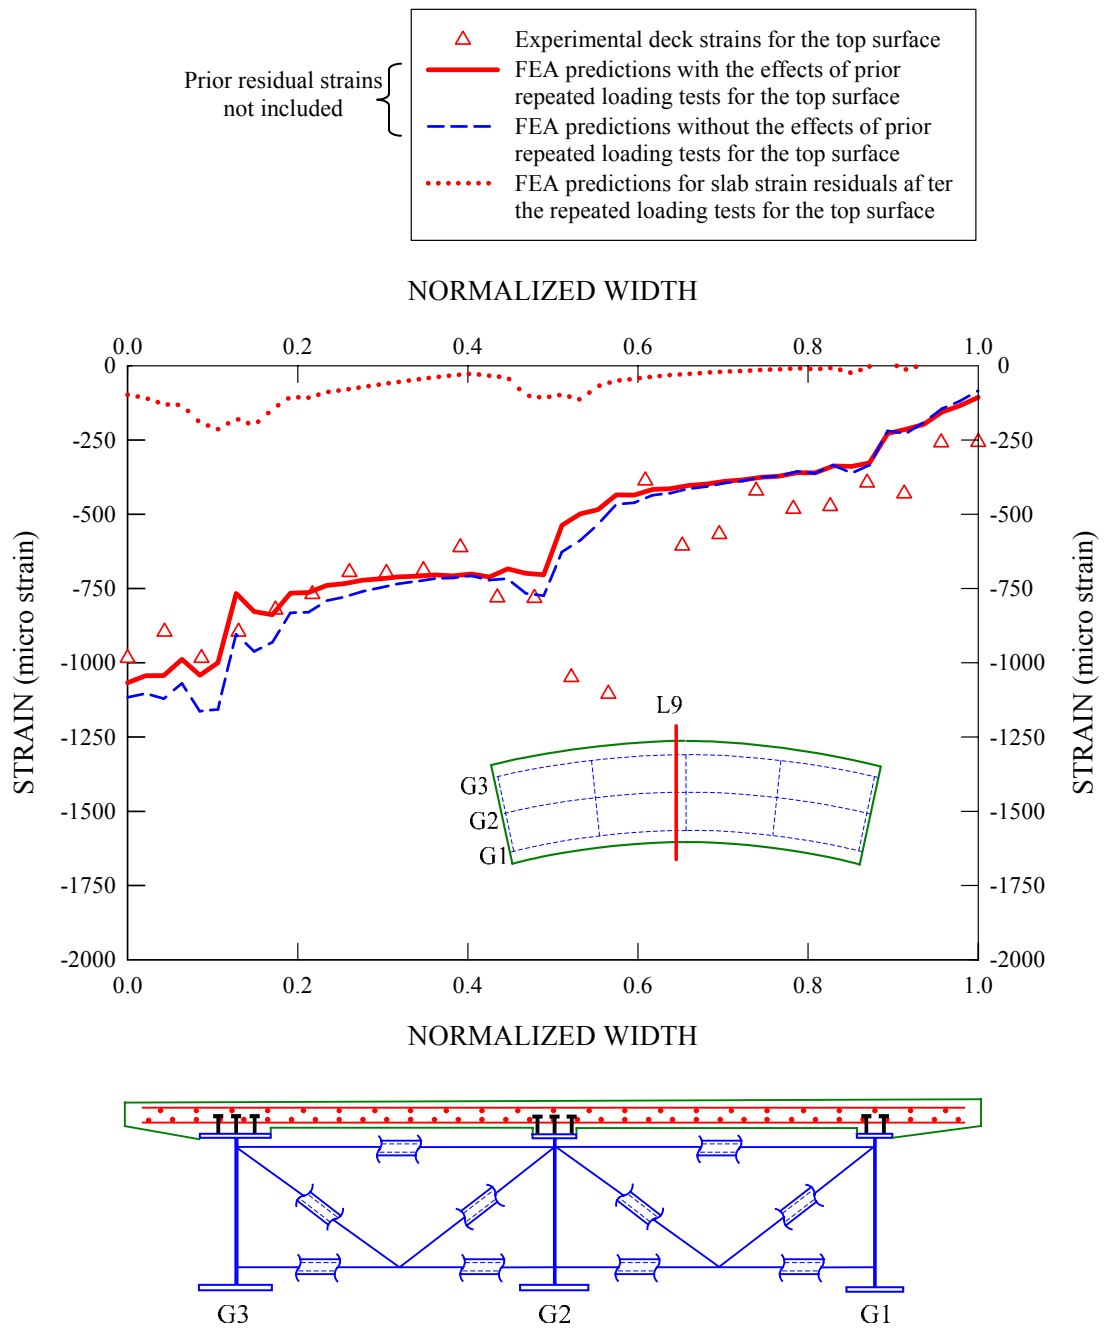 Experimental deck strains for the top surface
Prior residual strains
not included
FEA predictions with the effects of prior
repeated loading tests for the top surface
FEA predictions without the effects of prior
repeated loading tests for the top surface
FEA predictions for slab strain residuals af ter
the repeated loading tests for the top surface
NORMALIZED WIDTH
0.0 0.2 0.4 0.6 0.8 1.0
0 0
-250 -250
-500 -500
-750 -750
-1000 -1000
-1250 -1250
-1500 -1500
-1750 -1750
-2000 -2000
STRAIN (micro strain)
STRAIN (micro strain)
L9
G3
G2
G1
0.0 0.2 0.4 0.6 0.8 1.0
NORMALIZED WIDTH
G3 G2 G1